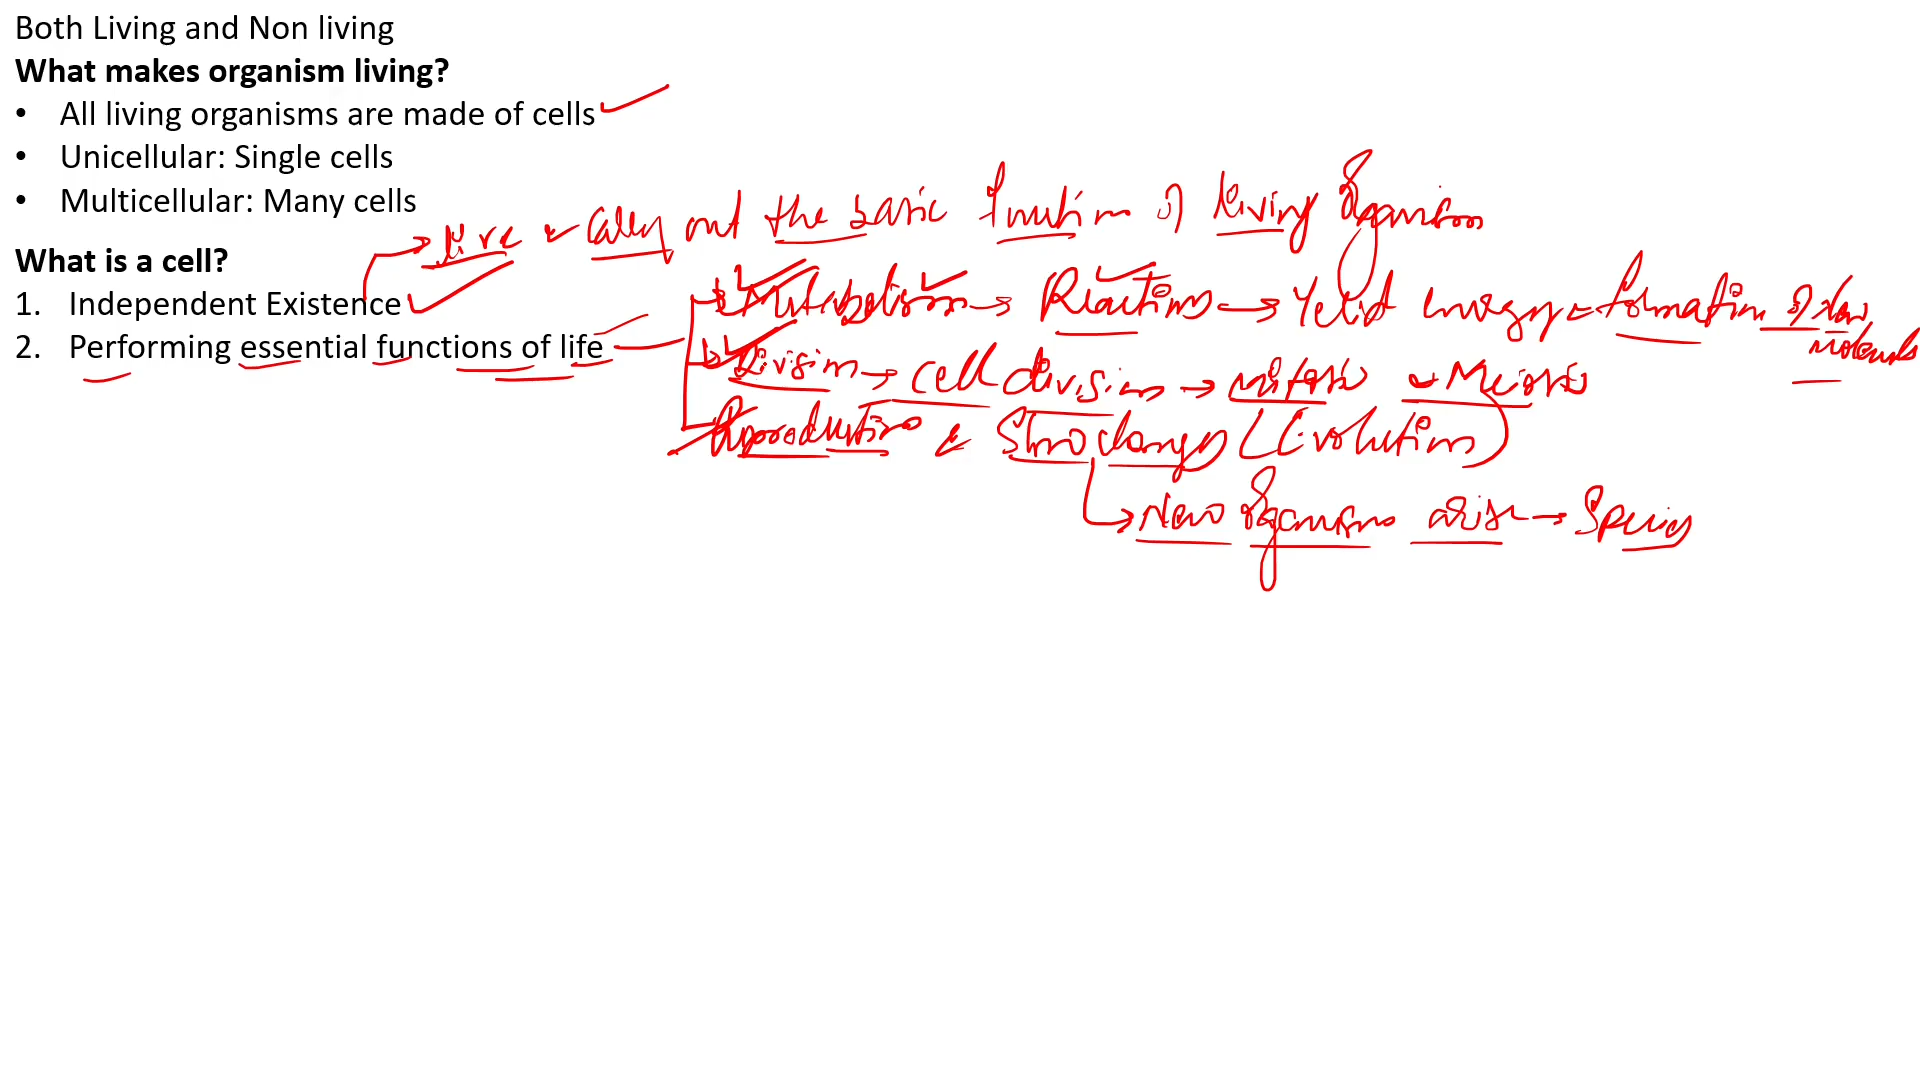 Both Living and Non living
What makes organism living?
• All living organisms are made of cells
• Unicellular: Single cells
• Multicellular: Many cells
→ live & carry out the basic function of living organism
What is a cell?
1. Independent Existence
2. Performing essential functions of life
→ Metabolism → Reactions → Yeild energy & formation of new molecules
→ Division → cell division → mitosis & Meiosis
Reproduction & Show changes (Evolution)
→ New organisms arise → Species